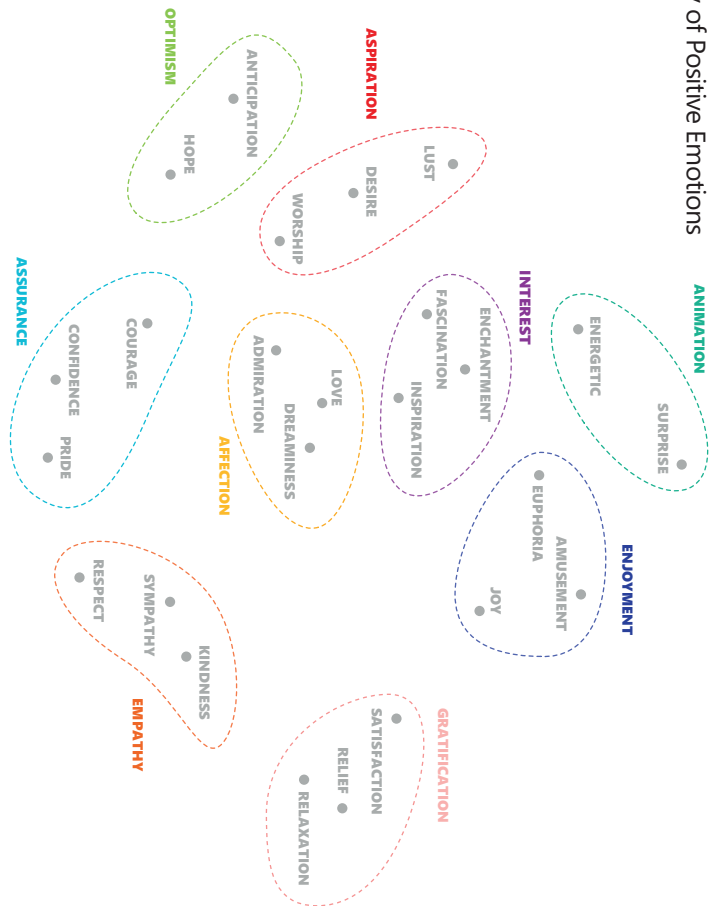 y of Positive Emotions
ANIMATION
ENERGETIC
SURPRISE
ENJOYMENT
AMUSEMENT
EUPHORIA
JOY
INTEREST
ENCHANTMENT
FASCINATION
INSPIRATION
GRATIFICATION
SATISFACTION
RELIEF
RELAXATION
ASPIRATION
LUST
DESIRE
WORSHIP
LOVE
DREAMINESS
ADMIRATION
AFFECTION
OPTIMISM
ANTICIPATION
HOPE
KINDNESS
SYMPATHY
RESPECT
EMPATHY
COURAGE
CONFIDENCE
PRIDE
ASSURANCE